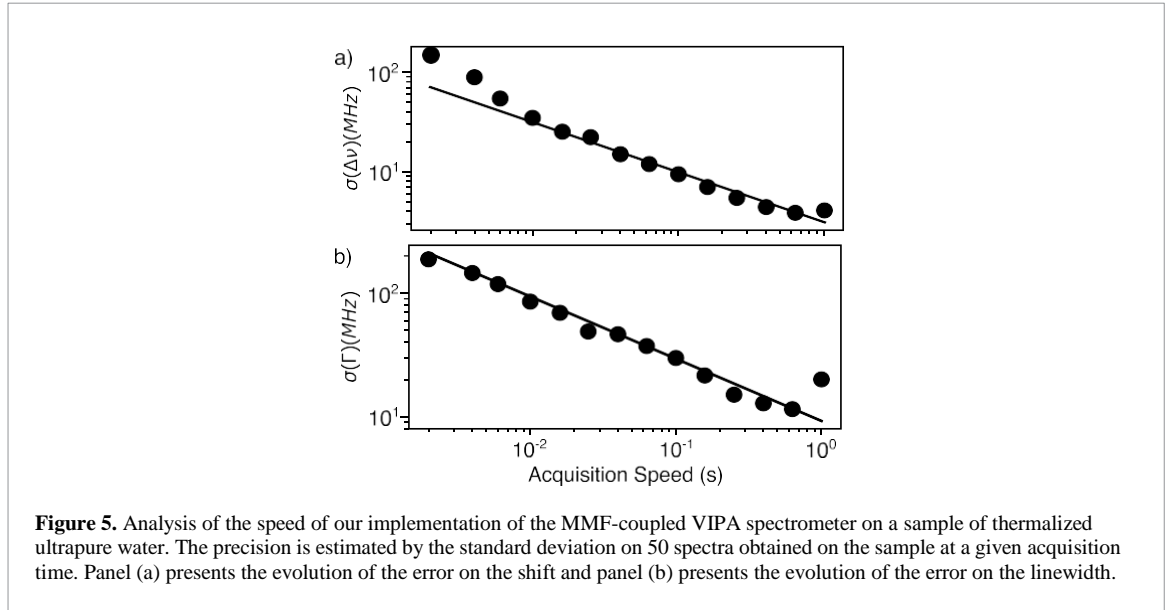 a)
10²
10¹
σ(Δν)(MHz)
b)
10²
10¹
σ(Γ)(MHz)
10⁻² 10⁻¹ 10⁰
Acquisition Speed (s)
Figure 5. Analysis of the speed of our implementation of the MMF-coupled VIPA spectrometer on a sample of thermalized
ultrapure water. The precision is estimated by the standard deviation on 50 spectra obtained on the sample at a given acquisition
time. Panel (a) presents the evolution of the error on the shift and panel (b) presents the evolution of the error on the linewidth.